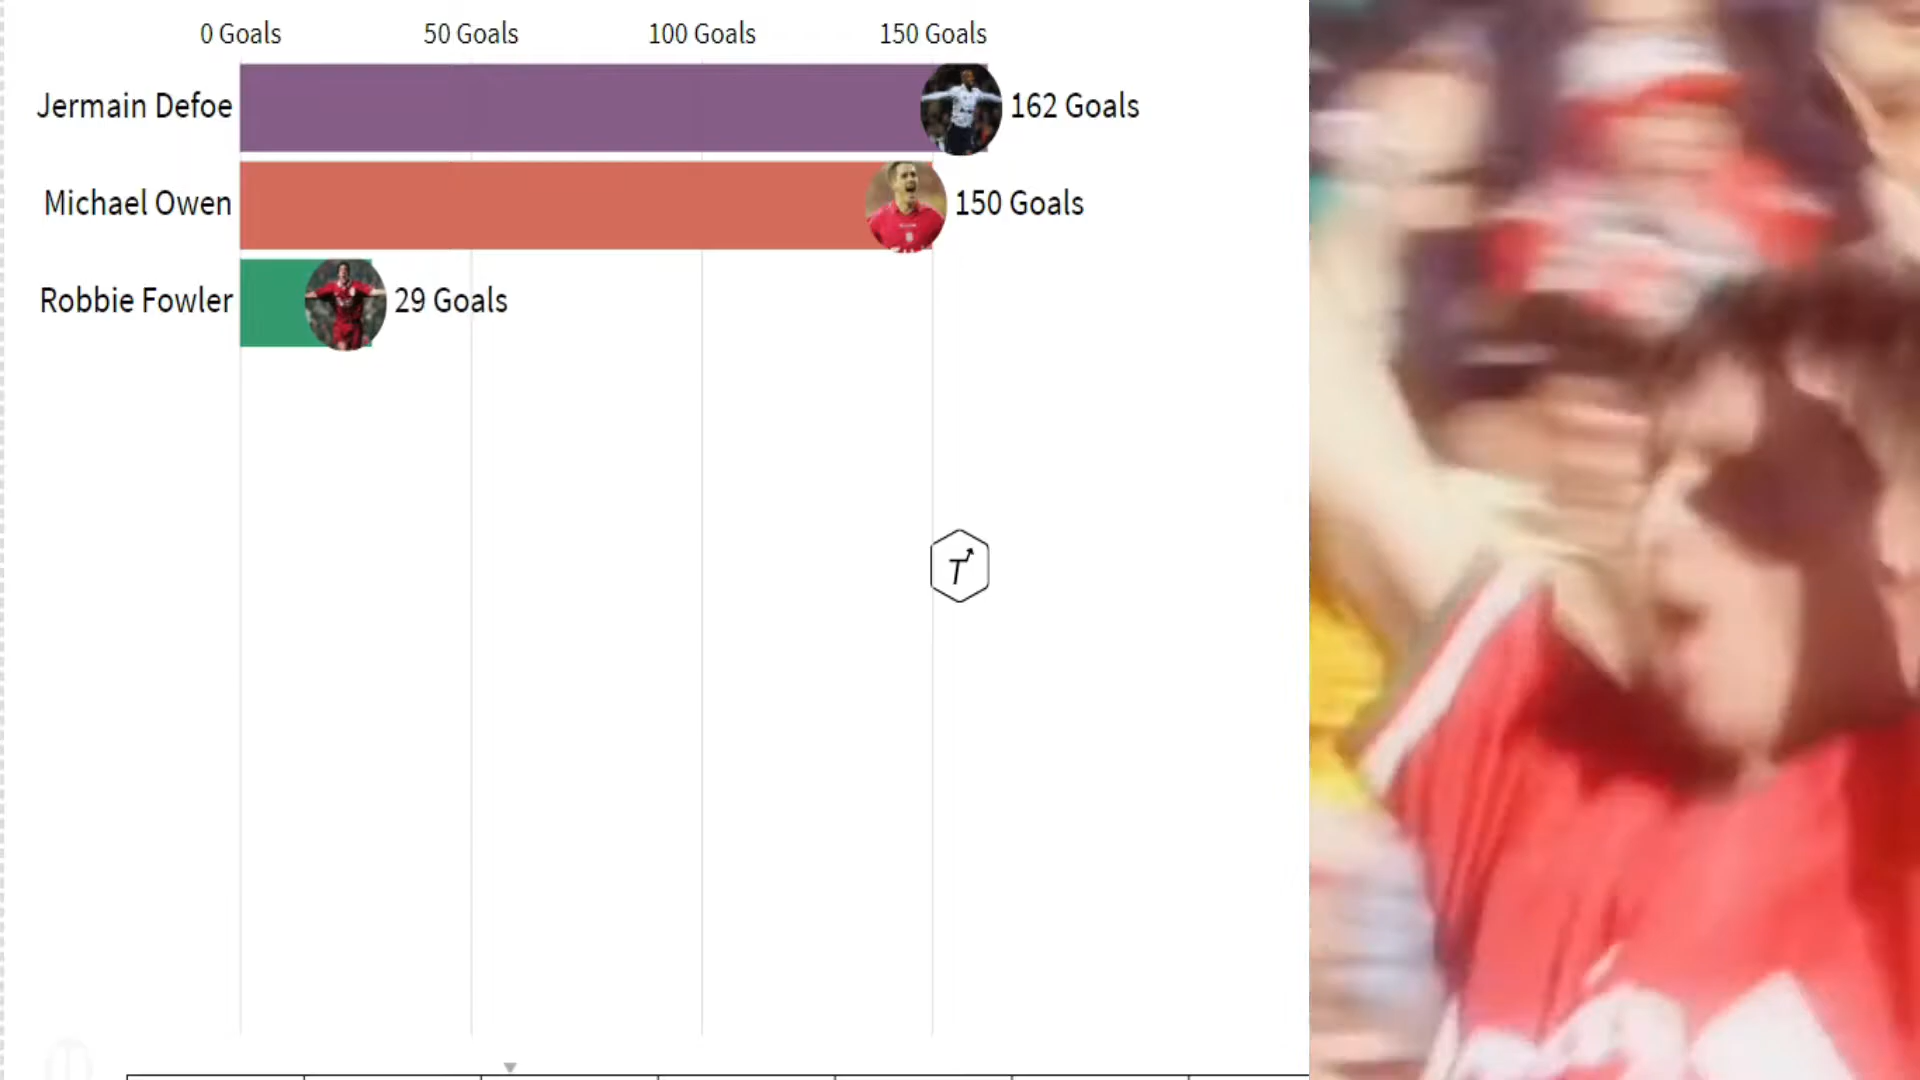 0 Goals 50 Goals 100 Goals 150 Goals
Jermain Defoe 162 Goals
Michael Owen 150 Goals
Robbie Fowler 29 Goals
T